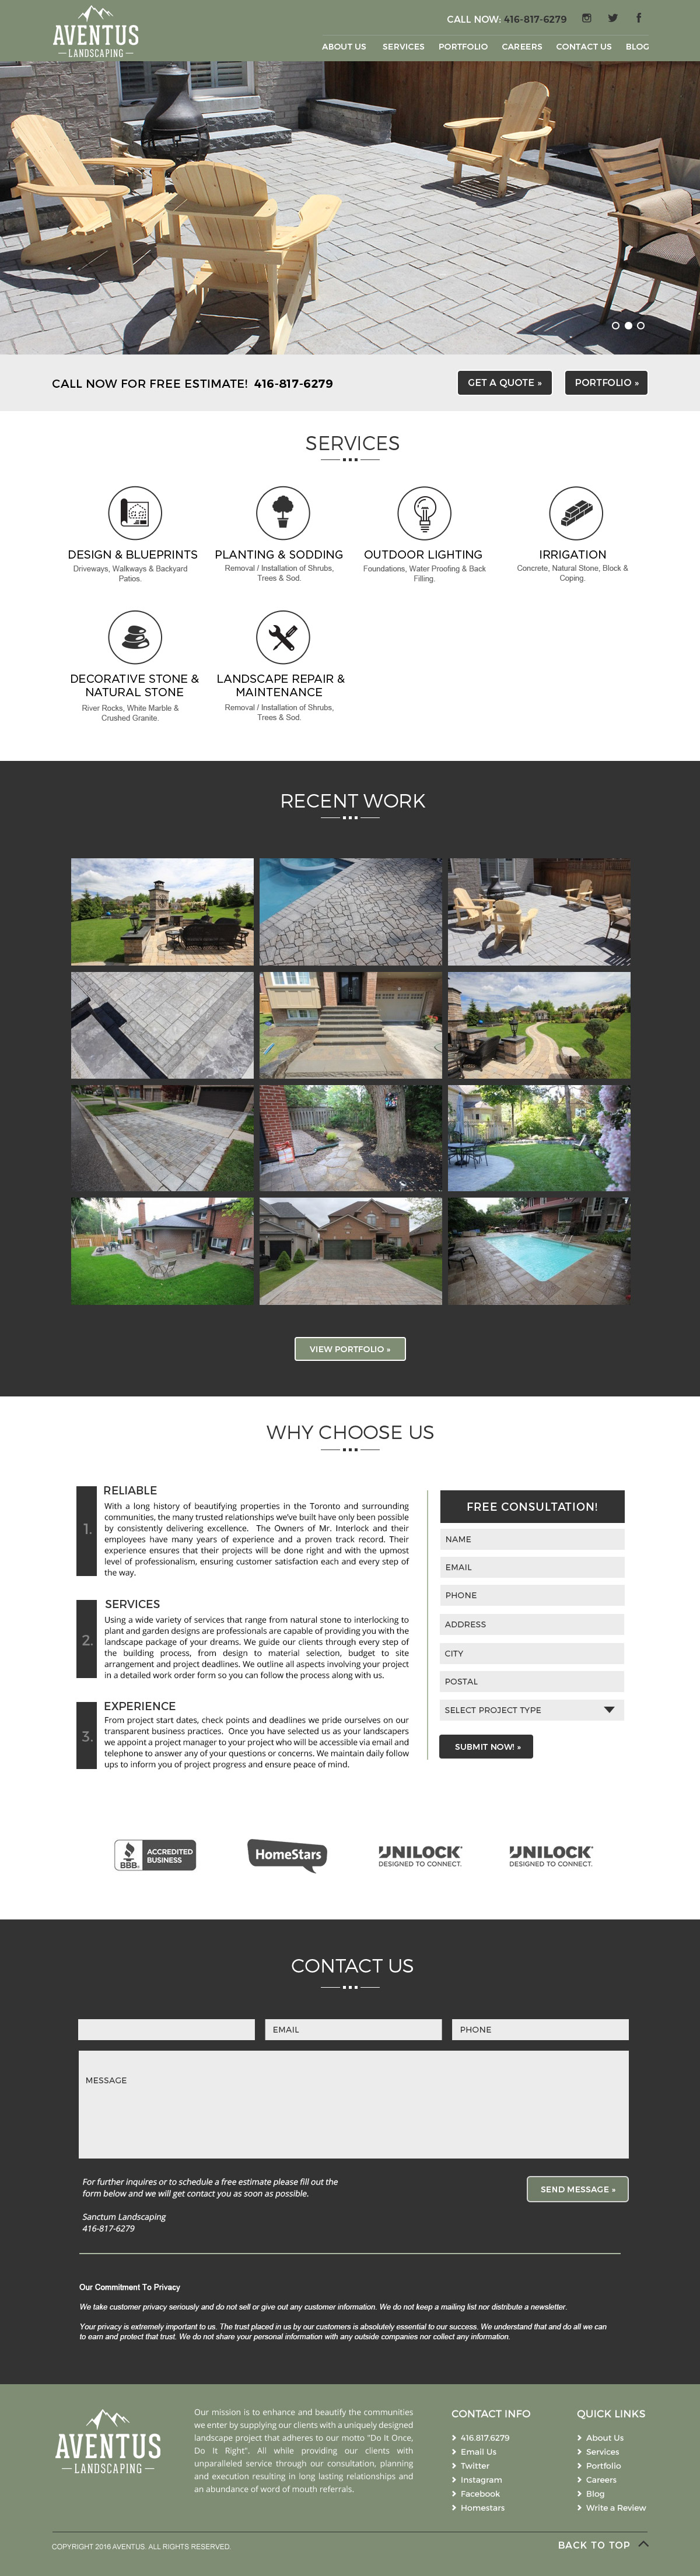 AVENTUS
LANDSCAPING
CALL NOW: 416-817-6279
ABOUT US SERVICES PORTFOLIO CAREERS CONTACT US BLOG
CALL NOW FOR FREE ESTIMATE! 416-817-6279
GET A QUOTE »
PORTFOLIO »
SERVICES
DESIGN & BLUEPRINTS
Driveways, Walkways & Backyard
Patios.
PLANTING & SODDING
Removal / Installation of Shrubs,
Trees & Sod.
OUTDOOR LIGHTING
Foundations, Water Proofing & Back
Filling.
IRRIGATION
Concrete, Natural Stone, Block &
Coping.
DECORATIVE STONE &
NATURAL STONE
River Rocks, White Marble &
Crushed Granite.
LANDSCAPE REPAIR &
MAINTENANCE
Removal / Installation of Shrubs,
Trees & Sod.
RECENT WORK
VIEW PORTFOLIO »
WHY CHOOSE US
1.
RELIABLE
With a long history of beautifying properties in the Toronto and surrounding
communities, the many trusted relationships we've built have only been possible
by consistently delivering excellence. The Owners of Mr. Interlock and their
employees have many years of experience and a proven track record. Their
experience ensures that their projects will be done right and with the upmost
level of professionalism, ensuring customer satisfaction each and every step of
the way.
2.
SERVICES
Using a wide variety of services that range from natural stone to interlocking to
plant and garden designs are professionals are capable of providing you with the
landscape package of your dreams. We guide our clients through every step of
the building process, from design to material selection, budget to site
arrangement and project deadlines. We outline all aspects involving your project
in a detailed work order form so you can follow the process along with us.
3.
EXPERIENCE
From project start dates, check points and deadlines we pride ourselves on our
transparent business practices. Once you have selected us as your landscapers
we appoint a project manager to your project who will be accessible via email and
telephone to answer any of your questions or concerns. We maintain daily follow
ups to inform you of project progress and ensure peace of mind.
FREE CONSULTATION!
NAME
EMAIL
PHONE
ADDRESS
CITY
POSTAL
SELECT PROJECT TYPE
SUBMIT NOW! »
BBB.
ACCREDITED
BUSINESS
HomeStars
UNILOCK
DESIGNED TO CONNECT.
UNILOCK
DESIGNED TO CONNECT.
CONTACT US
EMAIL
PHONE
MESSAGE
For further inquires or to schedule a free estimate please fill out the
form below and we will get contact you as soon as possible.
Sanctum Landscaping
416-817-6279
SEND MESSAGE »
Our Commitment To Privacy
We take customer privacy seriously and do not sell or give out any customer information. We do not keep a mailing list nor distribute a newsletter.
Your privacy is extremely important to us. The trust placed in us by our customers is absolutely essential to our success. We understand that and do all we can
to earn and protect that trust. We do not share your personal information with any outside companies nor collect any information.
AVENTUS
LANDSCAPING
Our mission is to enhance and beautify the communities
we enter by supplying our clients with a uniquely designed
landscape project that adheres to our motto "Do It Once,
Do It Right". All while providing our clients with
unparalleled service through our consultation, planning
and execution resulting in long lasting relationships and
an abundance of word of mouth referrals.
CONTACT INFO
416.817.6279
Email Us
Twitter
Instagram
Facebook
Homestars
QUICK LINKS
About Us
Services
Portfolio
Careers
Blog
Write a Review
COPYRIGHT 2016 AVENTUS. ALL RIGHTS RESERVED.
BACK TO TOP